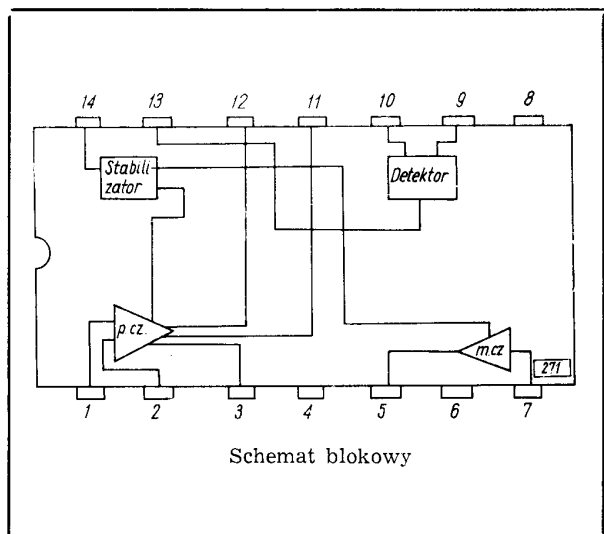 14 13 12 11 10 9 8
Stabili
zator
Detektor
p.cz.
m.cz
271
1 2 3 4 5 6 7
Schemat blokowy